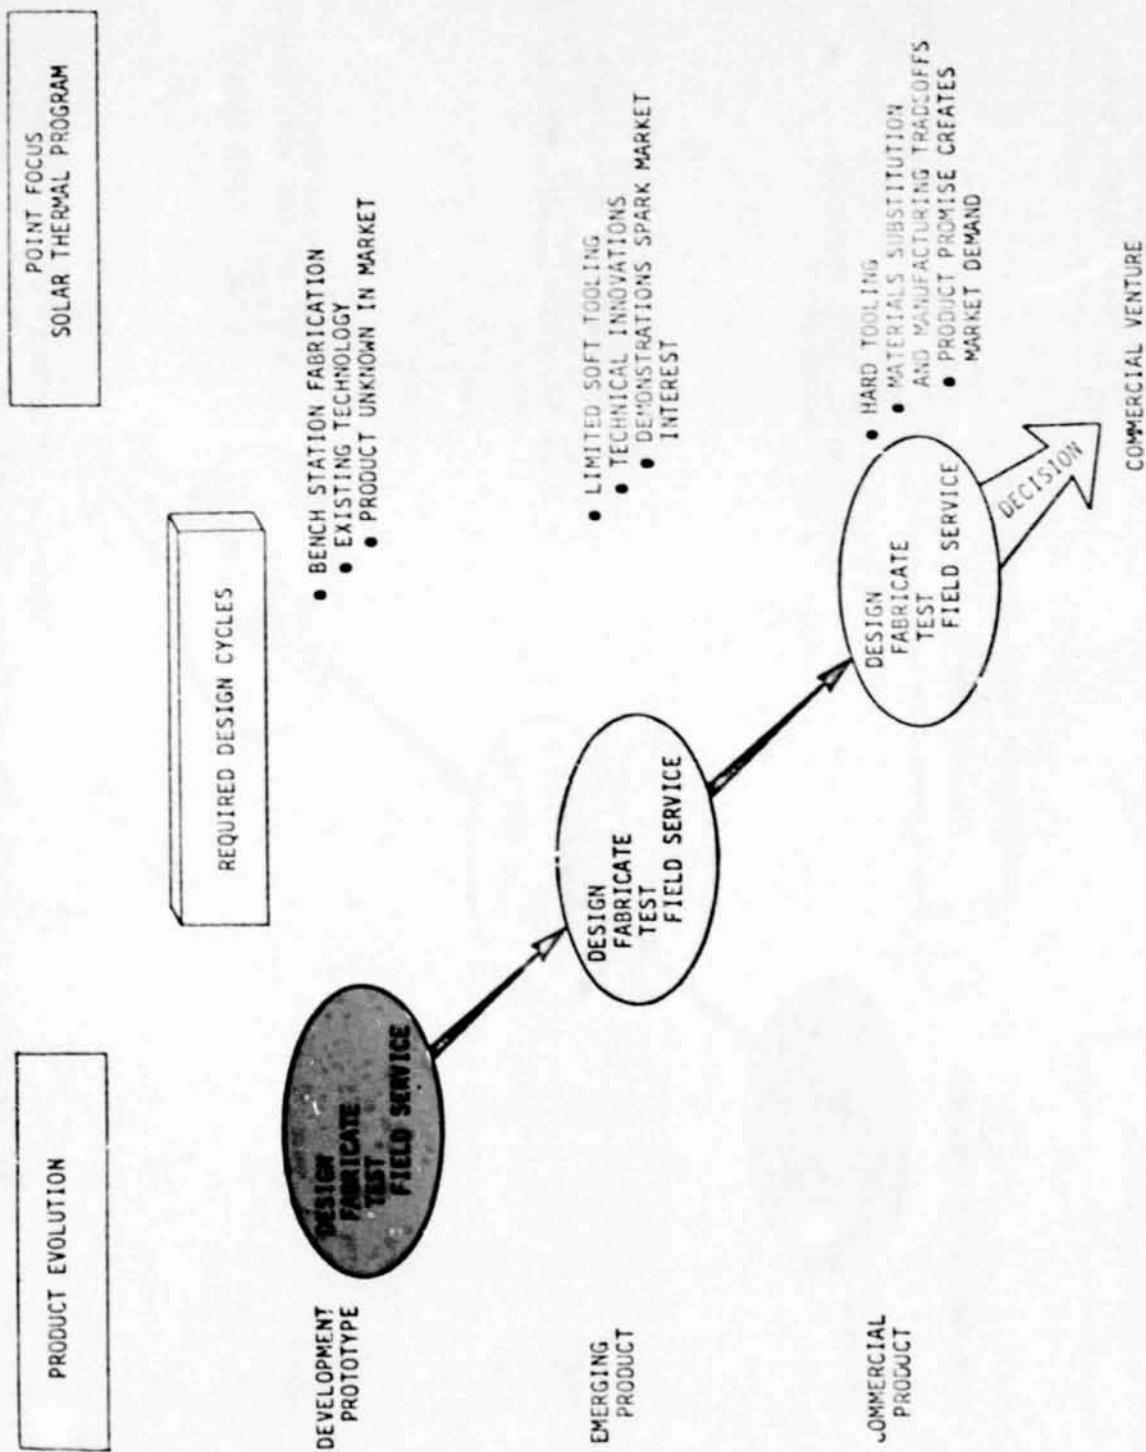 PRODUCT EVOLUTION
POINT FOCUS
SOLAR THERMAL PROGRAM
REQUIRED DESIGN CYCLES
DEVELOPMENT
PROTOTYPE
DESIGN
FABRICATE
TEST
FIELD SERVICE
• BENCH STATION FABRICATION
• EXISTING TECHNOLOGY
• PRODUCT UNKNOWN IN MARKET
EMERGING
PRODUCT
DESIGN
FABRICATE
TEST
FIELD SERVICE
• LIMITED SOFT TOOLING
• TECHNICAL INNOVATIONS
• DEMONSTRATIONS SPARK MARKET
INTEREST
COMMERCIAL
PRODUCT
DESIGN
FABRICATE
TEST
FIELD SERVICE
• HARD TOOLING
• MATERIALS SUBSTITUTION
AND MANUFACTURING TRADEOFFS
• PRODUCT PROMISE CREATES
MARKET DEMAND
DECISION
COMMERCIAL VENTURE